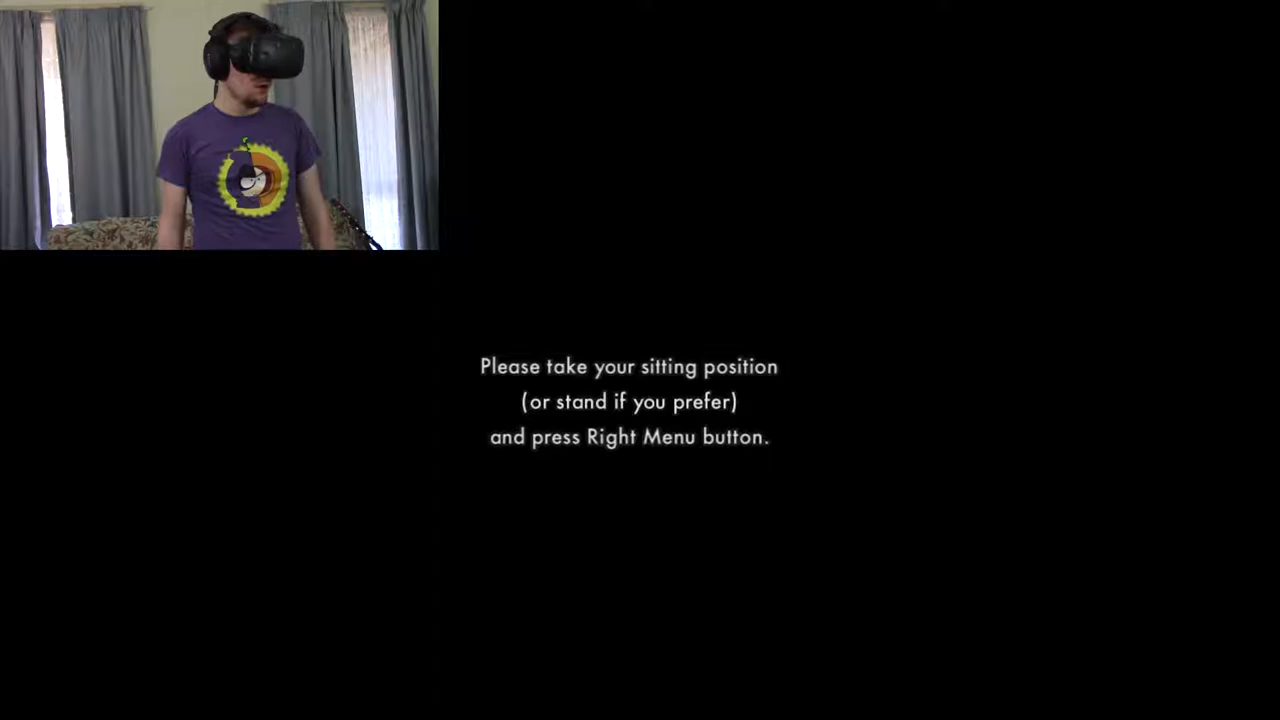 Please take your sitting position
(or stand if you prefer)
and press Right Menu button.